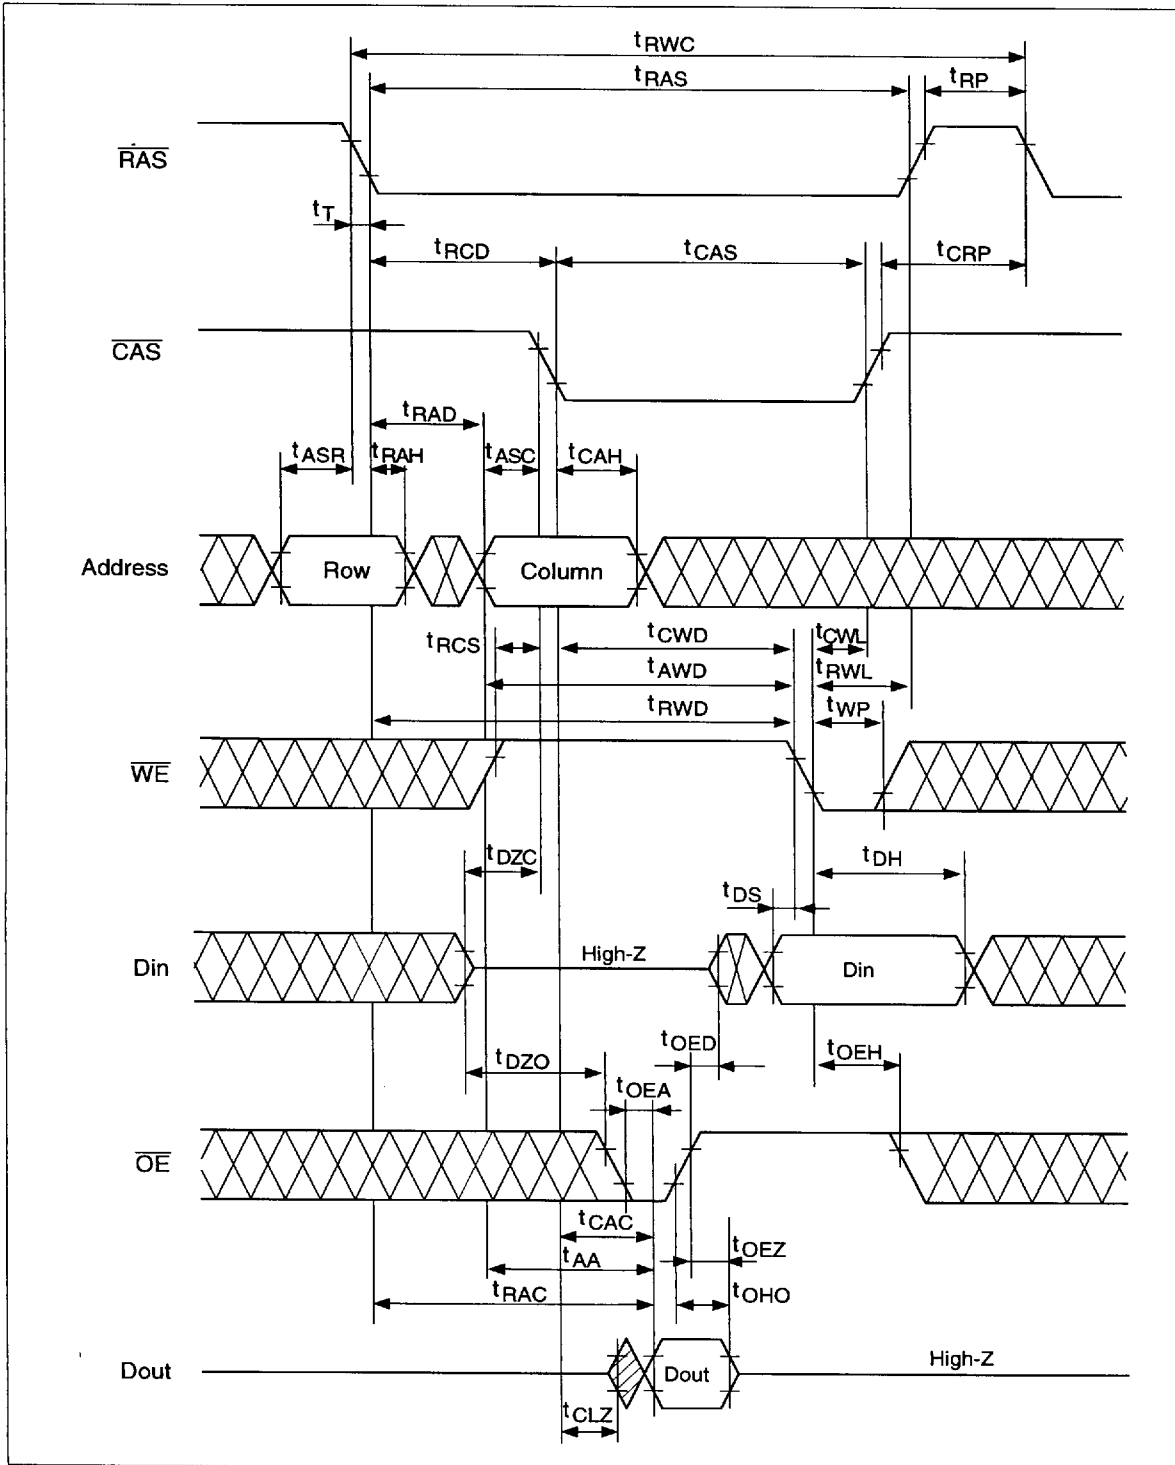 tRWC
tRAS
tRP
RAS
tT
tRCD
tCAS
tCRP
CAS
tRAD
tASR
tRAH
tASC
tCAH
Address
Row
Column
tRCS
tCWD
tCWL
tAWD
tRWL
tRWD
tWP
WE
tDZC
tDH
tDS
Din
High-Z
Din
tDZO
tOED
tOEH
tOEA
OE
tCAC
tAA
tOEZ
tRAC
tOHO
Dout
Dout
High-Z
tCLZ